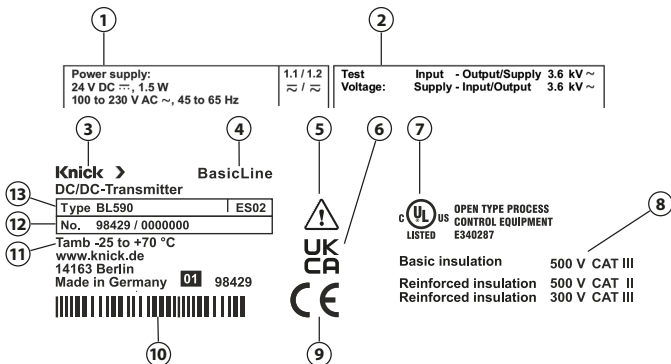 1
2
Power supply:
24 V DC ⎓, 1.5 W
100 to 230 V AC ∼, 45 to 65 Hz
1.1 / 1.2
≂ / ≂
Test Input - Output/Supply 3.6 kV ∼
Voltage: Supply - Input/Output 3.6 kV ∼
3
4
5
6
7
8
Knick >
BasicLine
DC/DC-Transmitter
13
Type BL590 ES02
12
No. 98429 / 0000000
11
Tamb -25 to +70 °C
www.knick.de
14163 Berlin
Made in Germany 01 98429
10
UK
CA
CE
9
C UL US
LISTED
OPEN TYPE PROCESS
CONTROL EQUIPMENT
E340287
Basic insulation 500 V CAT III
Reinforced insulation 500 V CAT II
Reinforced insulation 300 V CAT III